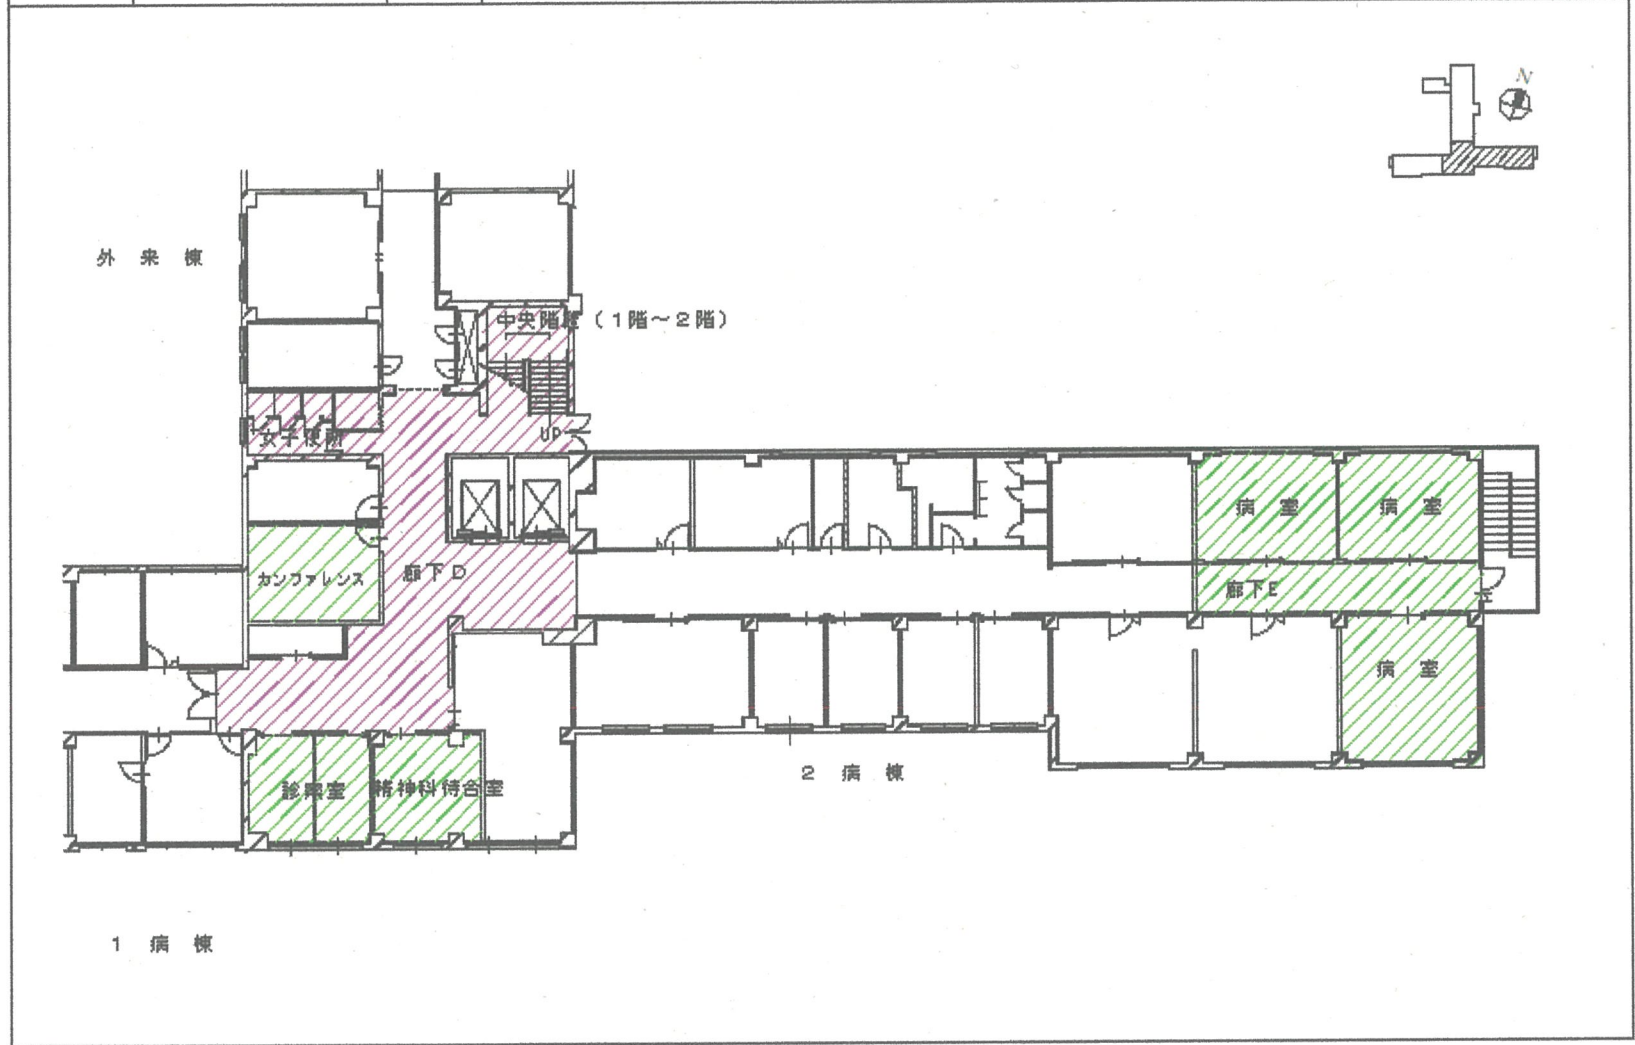 N
外来棟
中央階段（1階～2階）
女子便所
UP
病室
病室
カンファレンス
廊下D
廊下E
病室
診察室
精神科待合室
2病棟
1病棟